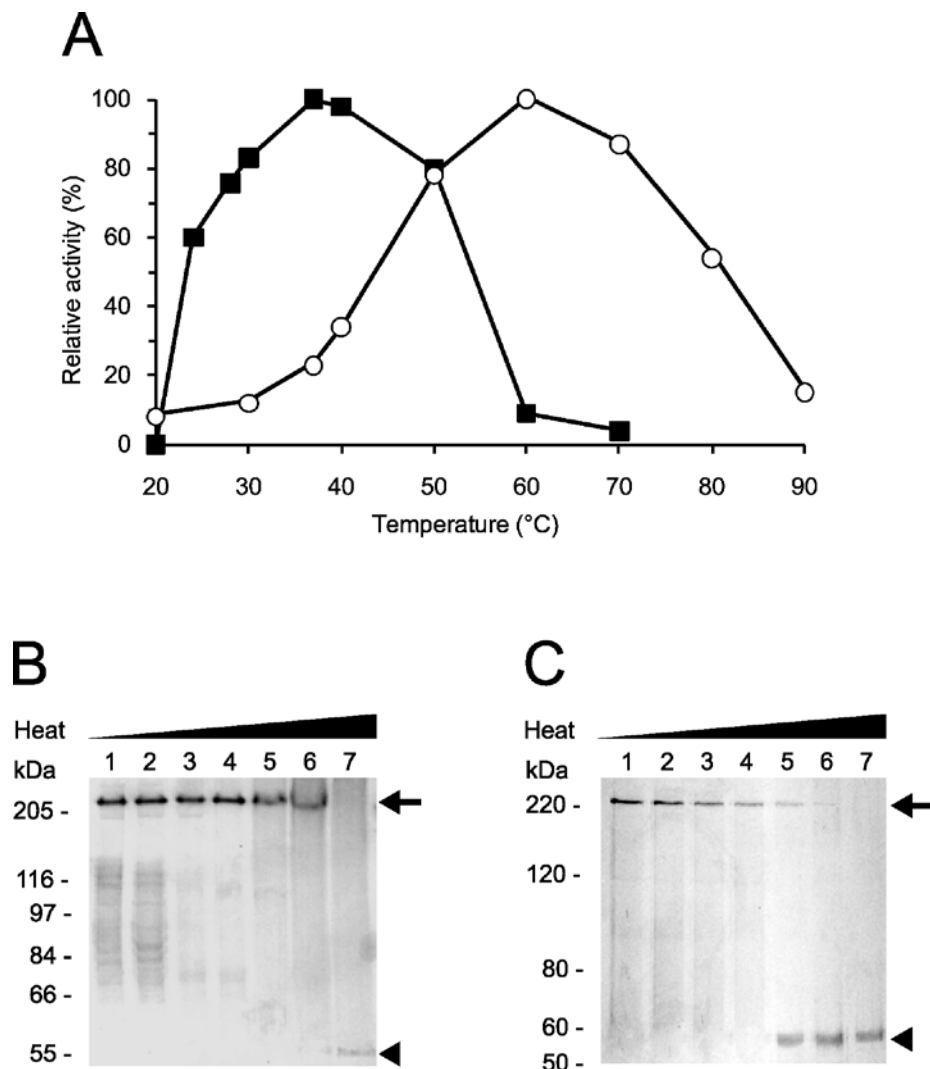 A
100
80
60
40
20
0
Relative activity (%)
20 30 40 50 60 70 80 90
Temperature (°C)
B
Heat
kDa
1 2 3 4 5 6 7
205 -
116 -
97 -
84 -
66 -
55 -
C
Heat
kDa
1 2 3 4 5 6 7
220 -
120 -
80 -
60 -
50 -